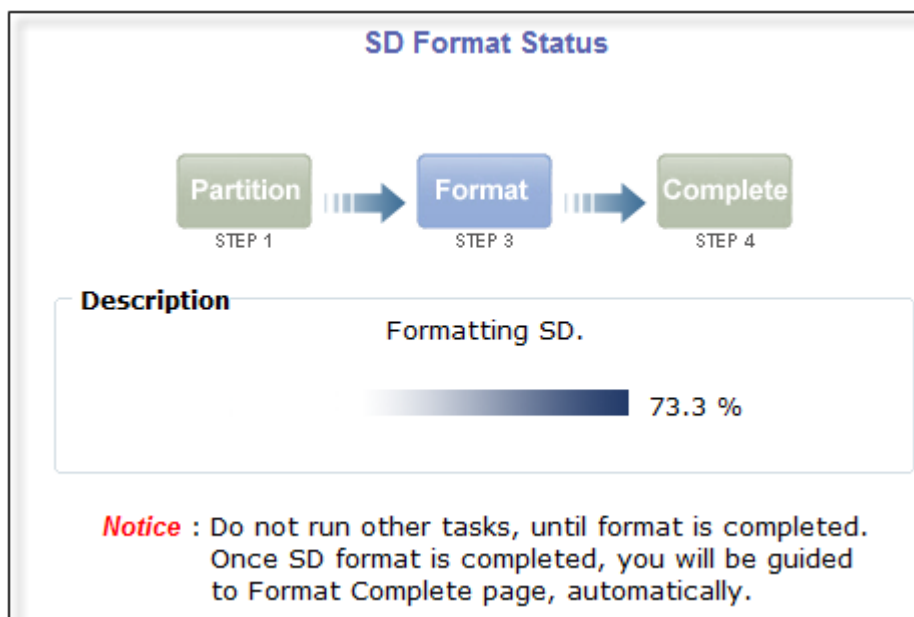 SD Format Status
Partition
Format
Complete
STEP 1
STEP 3
STEP 4
Description
Formatting SD.
73.3 %
Notice : Do not run other tasks, until format is completed.
Once SD format is completed, you will be guided
to Format Complete page, automatically.